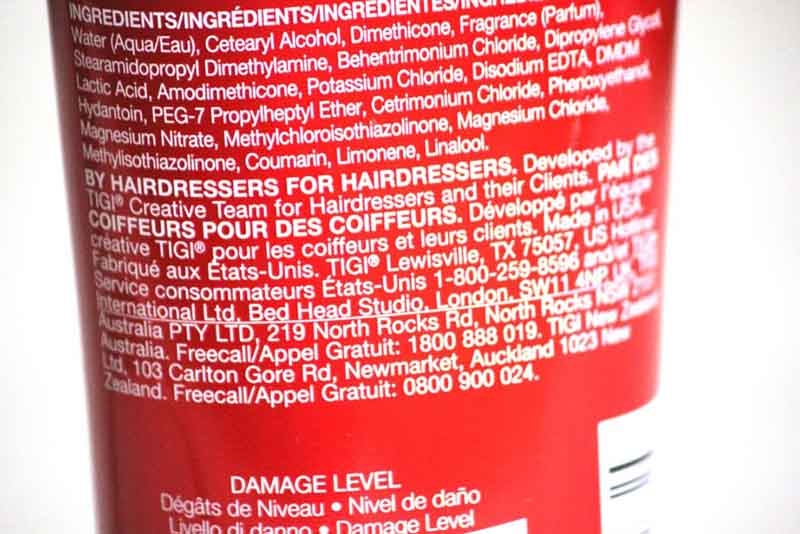 INGREDIENTS/INGRÉDIENTS/INGREDIENTES/
Water (Aqua/Eau), Cetearyl Alcohol, Dimethicone, Fragrance (Parfum),
Stearamidopropyl Dimethylamine, Behentrimonium Chloride, Dipropylene Glycol,
Lactic Acid, Amodimethicone, Potassium Chloride, Disodium EDTA, DMDM
Hydantoin, PEG-7 Propylheptyl Ether, Cetrimonium Chloride, Phenoxyethanol,
Magnesium Nitrate, Methylchloroisothiazolinone, Magnesium Chloride,
Methylisothiazolinone, Coumarin, Limonene, Linalool.
BY HAIRDRESSERS FOR HAIRDRESSERS. Developed by the
TIGI® Creative Team for Hairdressers and their Clients. PAR DES
COIFFEURS POUR DES COIFFEURS. Développé par l'équipe
créative TIGI® pour les coiffeurs et leurs clients. Made in USA.
Fabriqué aux États-Unis. TIGI® Lewisville, TX 75057, US Hotline/
Service consommateurs États-Unis 1-800-259-8596 and/et TIGI
International Ltd, Bed Head Studio, London, SW11 4NP, UK.
Australia PTY LTD, 219 North Rocks Rd, North Rocks NSW
Australia. Freecall/Appel Gratuit: 1800 888 019. TIGI New Zealand
Ltd, 103 Carlton Gore Rd, Newmarket, Auckland 1023 New
Zealand. Freecall/Appel Gratuit: 0800 900 024.
DAMAGE LEVEL
Dégâts de Niveau • Nivel de daño
Livello di danno • Damage Level